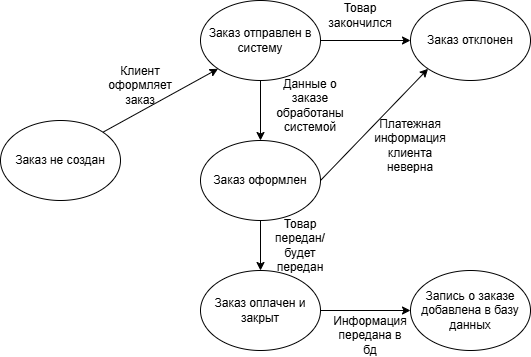 Товар
закончился
Заказ отправлен в
систему
Заказ отклонен
Клиент
оформляет
заказ
Данные о
заказе
обработаны
системой
Платежная
информация
клиента
неверна
Заказ не создан
Заказ оформлен
Товар
передан/
будет
передан
Заказ оплачен и
закрыт
Информация
передана в
бд
Запись о заказе
добавлена в базу
данных